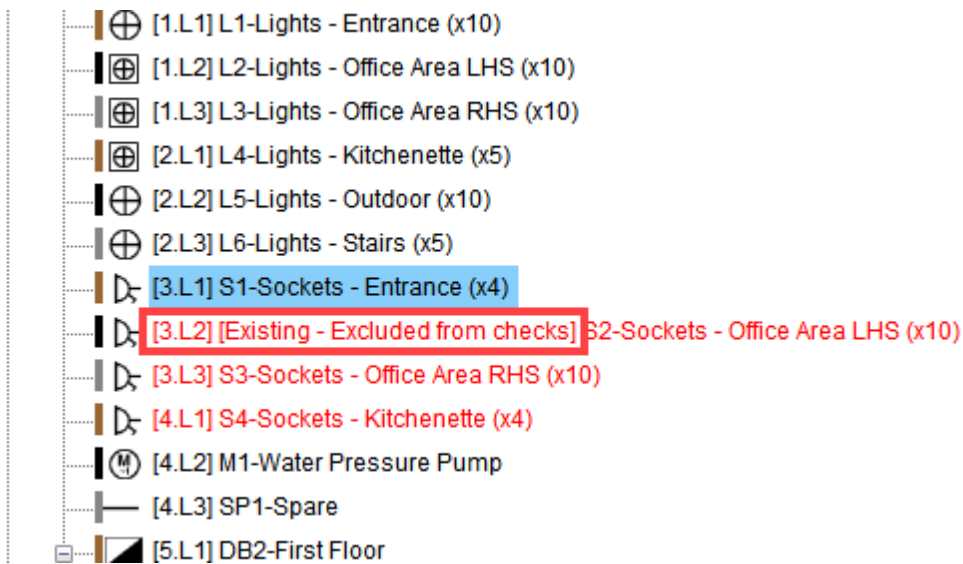 [1.L1] L1-Lights - Entrance (x10)
[1.L2] L2-Lights - Office Area LHS (x10)
[1.L3] L3-Lights - Office Area RHS (x10)
[2.L1] L4-Lights - Kitchenette (x5)
[2.L2] L5-Lights - Outdoor (x10)
[2.L3] L6-Lights - Stairs (x5)
[3.L1] S1-Sockets - Entrance (x4)
[3.L2] [Existing - Excluded from checks] S2-Sockets - Office Area LHS (x10)
[3.L3] S3-Sockets - Office Area RHS (x10)
[4.L1] S4-Sockets - Kitchenette (x4)
M [4.L2] M1-Water Pressure Pump
[4.L3] SP1-Spare
[5.L1] DB2-First Floor